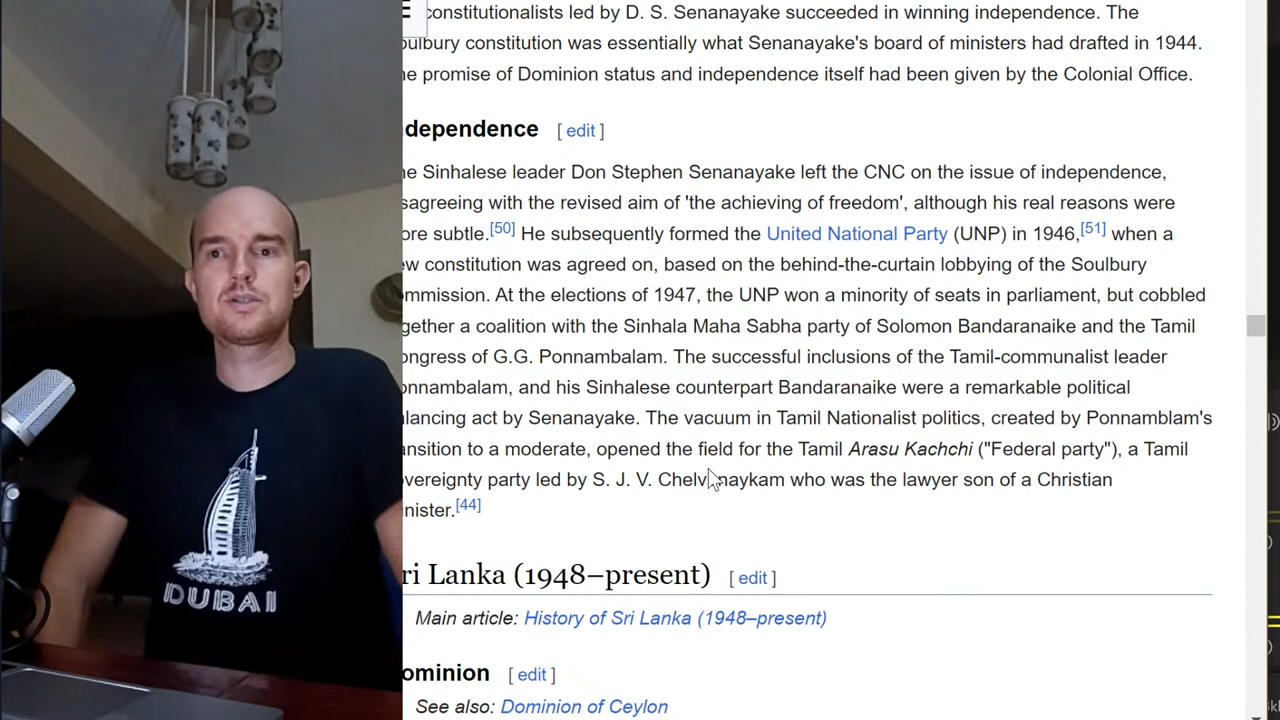 constitutionalists led by D. S. Senanayake succeeded in winning independence. The
oulbury constitution was essentially what Senanayake's board of ministers had drafted in 1944.
he promise of Dominion status and independence itself had been given by the Colonial Office.
dependence [ edit ]
he Sinhalese leader Don Stephen Senanayake left the CNC on the issue of independence,
sagreeing with the revised aim of 'the achieving of freedom', although his real reasons were
ore subtle.[50] He subsequently formed the United National Party (UNP) in 1946,[51] when a
ew constitution was agreed on, based on the behind-the-curtain lobbying of the Soulbury
ommission. At the elections of 1947, the UNP won a minority of seats in parliament, but cobbled
gether a coalition with the Sinhala Maha Sabha party of Solomon Bandaranaike and the Tamil
ongress of G.G. Ponnambalam. The successful inclusions of the Tamil-communalist leader
onnambalam, and his Sinhalese counterpart Bandaranaike were a remarkable political
alancing act by Senanayake. The vacuum in Tamil Nationalist politics, created by Ponnamblam's
ansition to a moderate, opened the field for the Tamil Arasu Kachchi ("Federal party"), a Tamil
overeignty party led by S. J. V. Chelvanaykam who was the lawyer son of a Christian
inister.[44]
ri Lanka (1948–present) [ edit ]
Main article: History of Sri Lanka (1948–present)
ominion [ edit ]
See also: Dominion of Ceylon
DUBAI